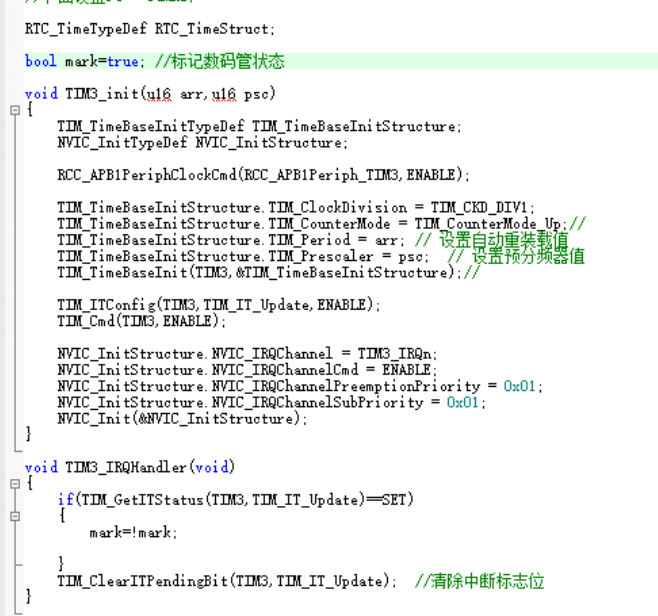 RTC_TimeTypeDef RTC_TimeStruct;
bool mark=true; //标记数码管状态
void TIM3_init(u16 arr,u16 psc)
{
TIM_TimeBaseInitTypeDef TIM_TimeBaseInitStructure;
NVIC_InitTypeDef NVIC_InitStructure;
RCC_APB1PeriphClockCmd(RCC_APB1Periph_TIM3,ENABLE);
TIM_TimeBaseInitStructure.TIM_ClockDivision = TIM_CKD_DIV1;
TIM_TimeBaseInitStructure.TIM_CounterMode = TIM_CounterMode_Up;//
TIM_TimeBaseInitStructure.TIM_Period = arr; // 设置自动重装载值
TIM_TimeBaseInitStructure.TIM_Prescaler = psc; // 设置预分频器值
TIM_TimeBaseInit(TIM3,&TIM_TimeBaseInitStructure);//
TIM_ITConfig(TIM3,TIM_IT_Update,ENABLE);
TIM_Cmd(TIM3,ENABLE);
NVIC_InitStructure.NVIC_IRQChannel = TIM3_IRQn;
NVIC_InitStructure.NVIC_IRQChannelCmd = ENABLE;
NVIC_InitStructure.NVIC_IRQChannelPreemptionPriority = 0x01;
NVIC_InitStructure.NVIC_IRQChannelSubPriority = 0x01;
NVIC_Init(&NVIC_InitStructure);
}
void TIM3_IRQHandler(void)
{
if(TIM_GetITStatus(TIM3,TIM_IT_Update)==SET)
{
mark=!mark;
}
TIM_ClearITPendingBit(TIM3,TIM_IT_Update); //清除中断标志位
}